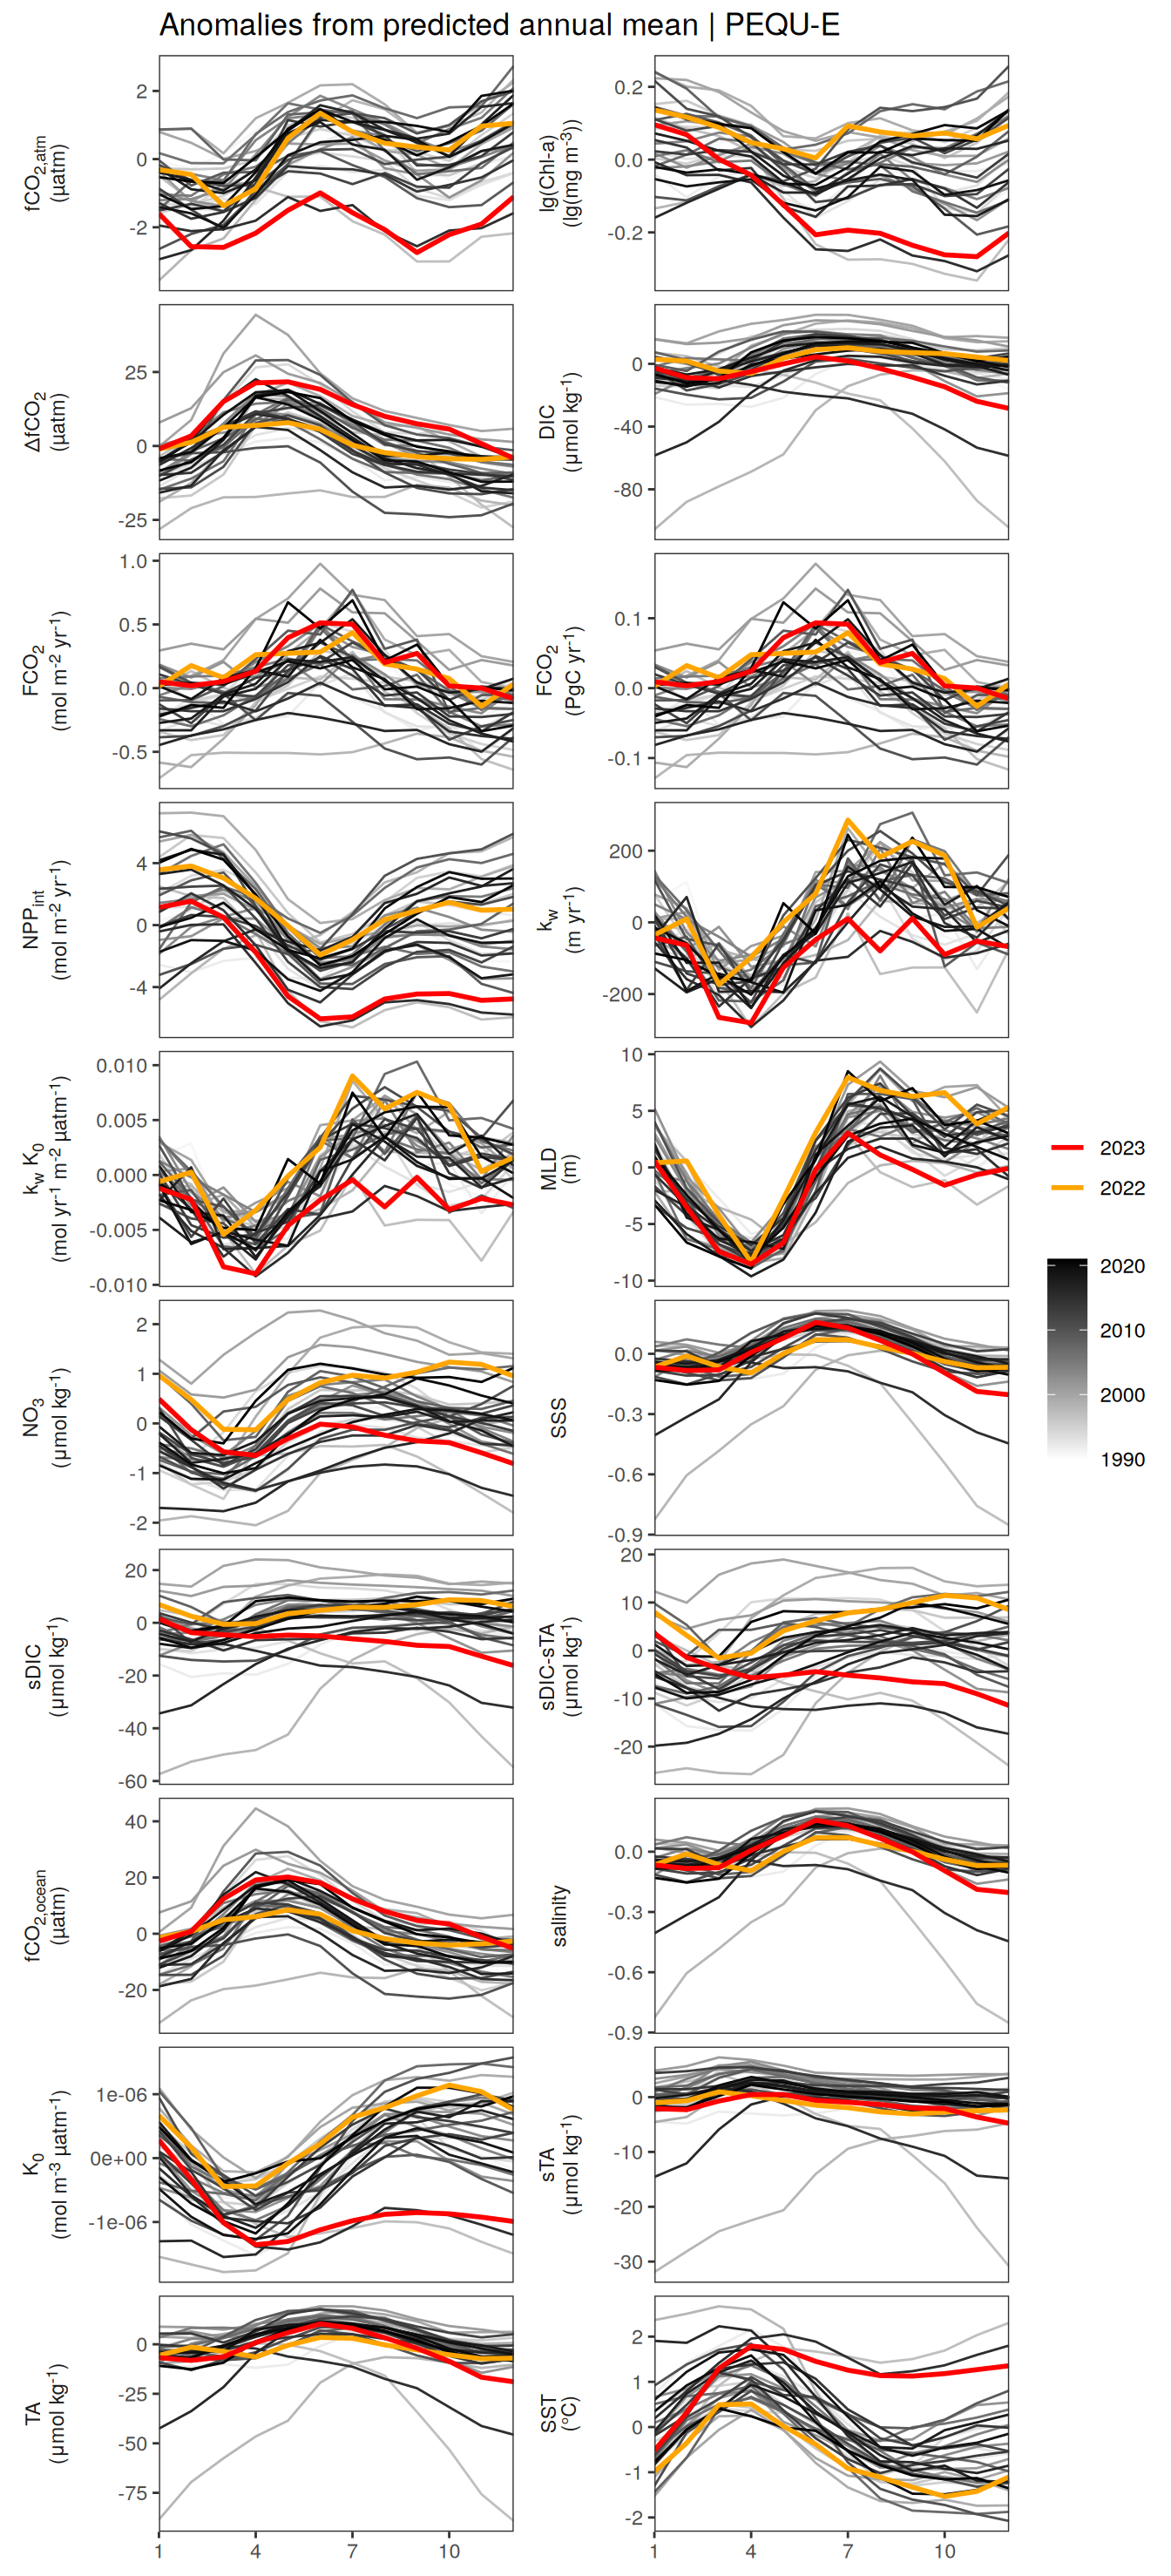 Anomalies from predicted annual mean | PEQU-E
fCO2,atm
(µatm)
2
0
-2
lg(Chl-a)
(lg(mg m-3))
0.2
0.0
-0.2
ΔfCO2
(µatm)
25
0
-25
DIC
(µmol kg-1)
0
-40
-80
FCO2
(mol m-2 yr-1)
1.0
0.5
0.0
-0.5
FCO2
(PgC yr-1)
0.1
0.0
-0.1
NPPint
(mol m-2 yr-1)
4
0
-4
kw
(m yr-1)
200
0
-200
kw K0
(mol yr-1 m-2 µatm-1)
0.010
0.005
0.000
-0.005
-0.010
MLD
(m)
10
5
0
-5
-10
2023
2022
2020
2010
2000
1990
NO3
(µmol kg-1)
2
1
0
-1
-2
SSS
0.0
-0.3
-0.6
-0.9
sDIC
(µmol kg-1)
20
0
-20
-40
-60
sDIC-sTA
(µmol kg-1)
20
10
0
-10
-20
fCO2,ocean
(µatm)
40
20
0
-20
salinity
0.0
-0.3
-0.6
-0.9
K0
(mol m-3 µatm-1)
1e-06
0e+00
-1e-06
sTA
(µmol kg-1)
0
-10
-20
-30
TA
(µmol kg-1)
0
-25
-50
-75
SST
(°C)
2
1
0
-1
-2
1 4 7 10
1 4 7 10